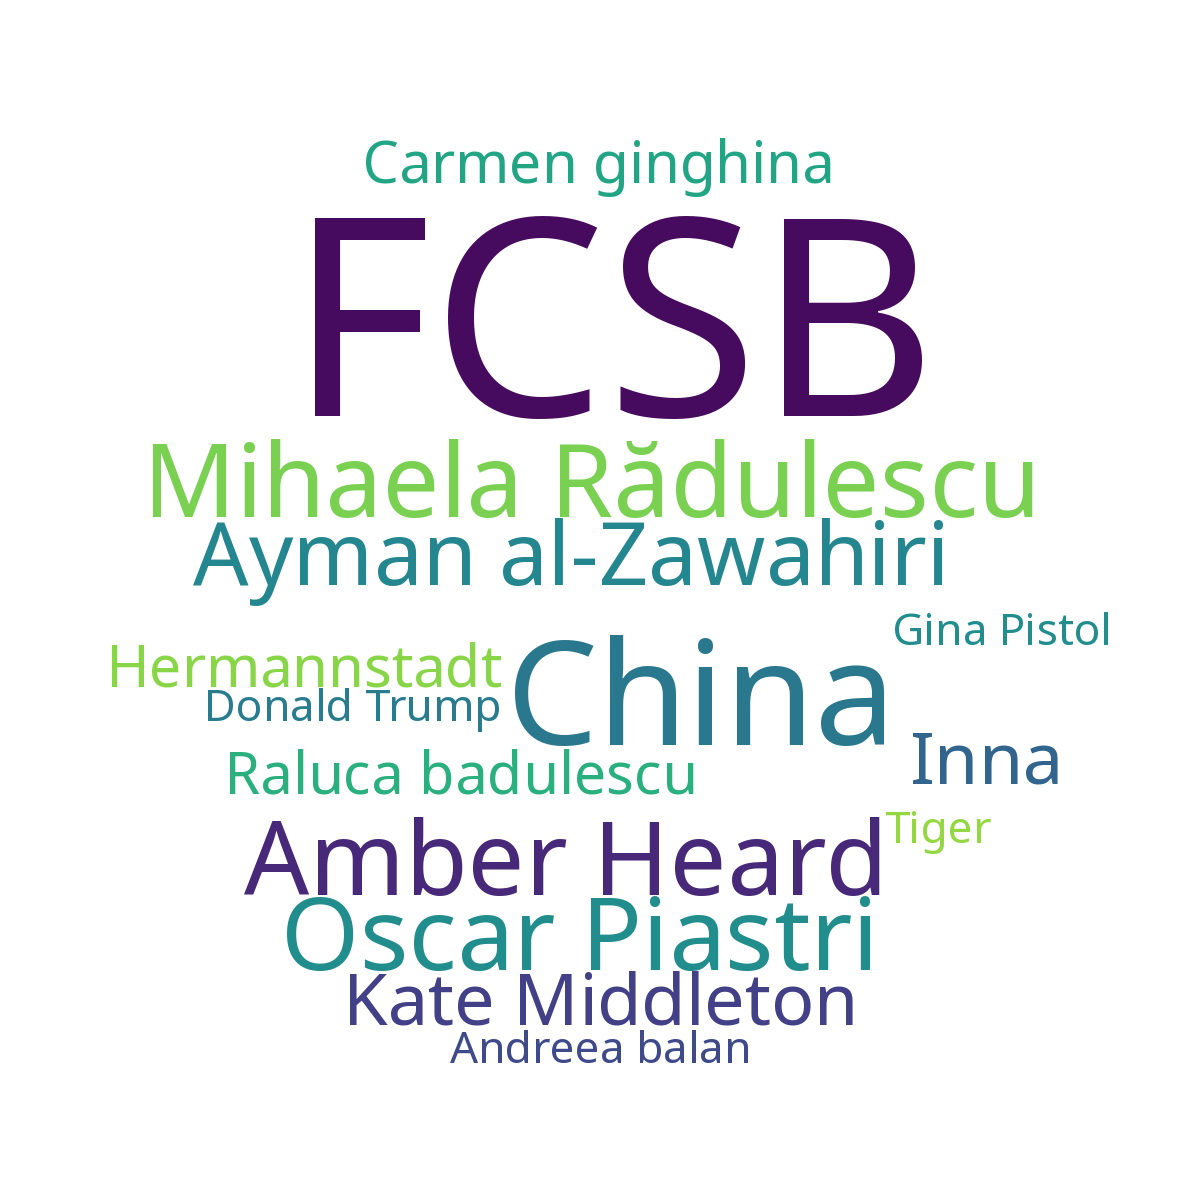 Carmen ginghina
FCSB
Mihaela Rădulescu
Ayman al-Zawahiri
Gina Pistol
Hermannstadt
China
Donald Trump
Inna
Raluca badulescu
Tiger
Amber Heard
Oscar Piastri
Kate Middleton
Andreea balan